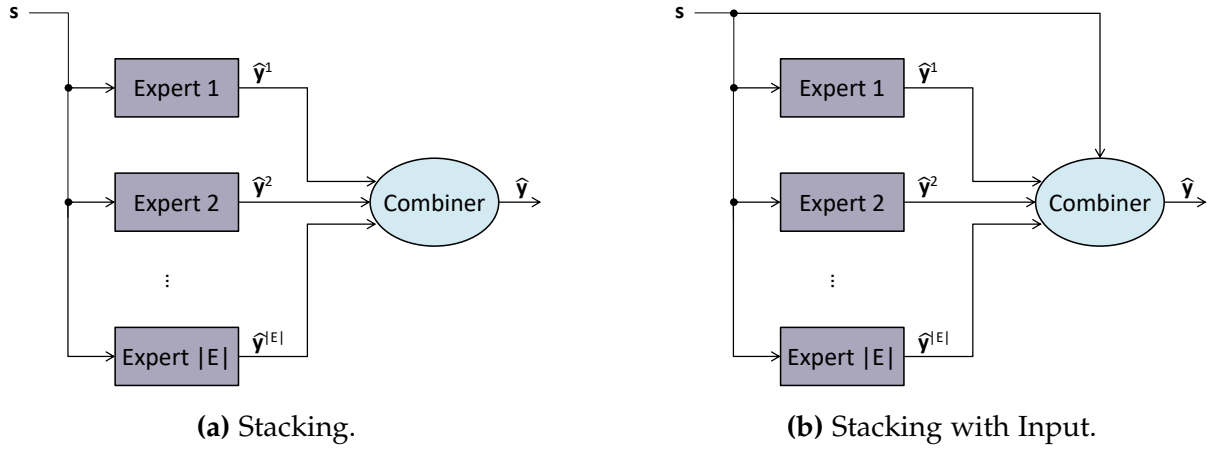 s
Expert 1
ŷ¹
Expert 2
ŷ²
⋮
Expert |E|
ŷ|E|
Combiner
ŷ
(a) Stacking.
s
Expert 1
ŷ¹
Expert 2
ŷ²
⋮
Expert |E|
ŷ|E|
Combiner
ŷ
(b) Stacking with Input.